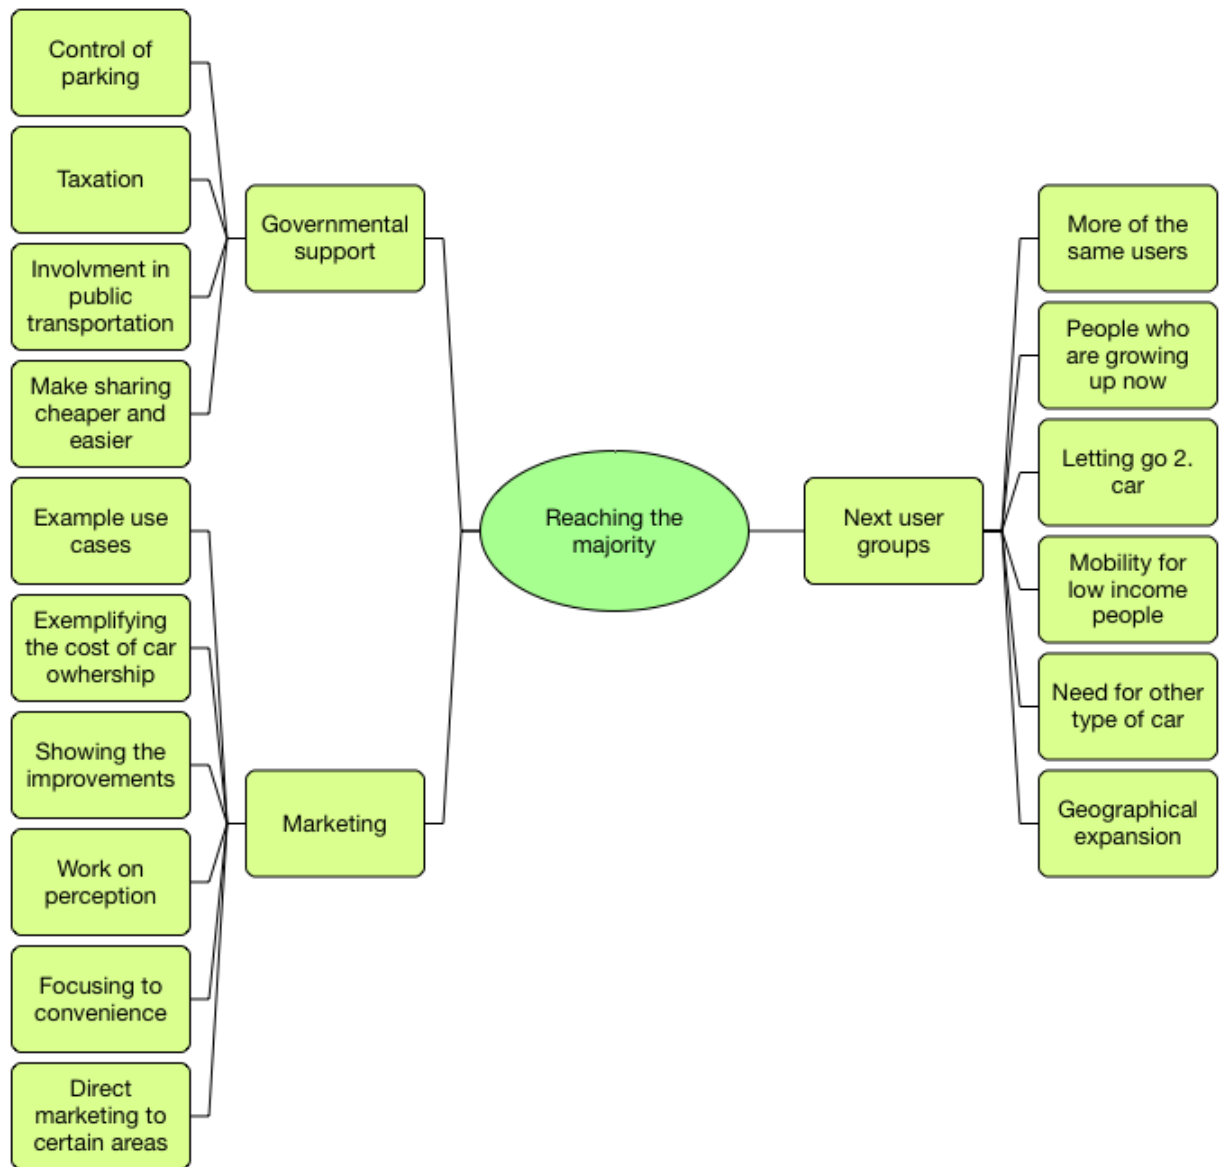 Control of
parking
Taxation
Involvment in
public
transportation
Make sharing
cheaper and
easier
Governmental
support
Example use
cases
Exemplifying
the cost of car
owhership
Showing the
improvements
Work on
perception
Focusing to
convenience
Direct
marketing to
certain areas
Marketing
Reaching the
majority
Next user
groups
More of the
same users
People who
are growing
up now
Letting go 2.
car
Mobility for
low income
people
Need for other
type of car
Geographical
expansion